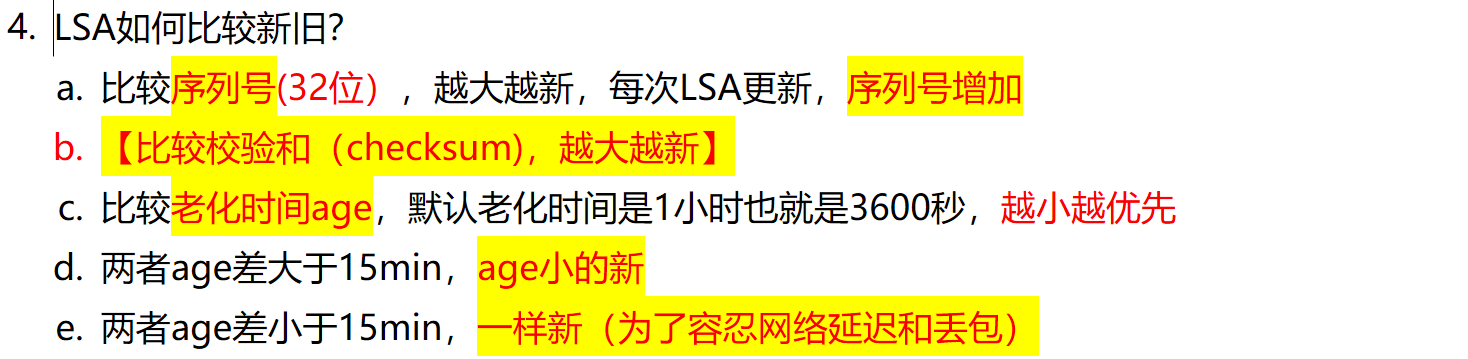 4. LSA如何比较新旧?
a. 比较序列号(32位），越大越新，每次LSA更新，序列号增加
b. 【比较校验和（checksum)，越大越新】
c. 比较老化时间age，默认老化时间是1小时也就是3600秒，越小越优先
d. 两者age差大于15min，age小的新
e. 两者age差小于15min，一样新（为了容忍网络延迟和丢包）